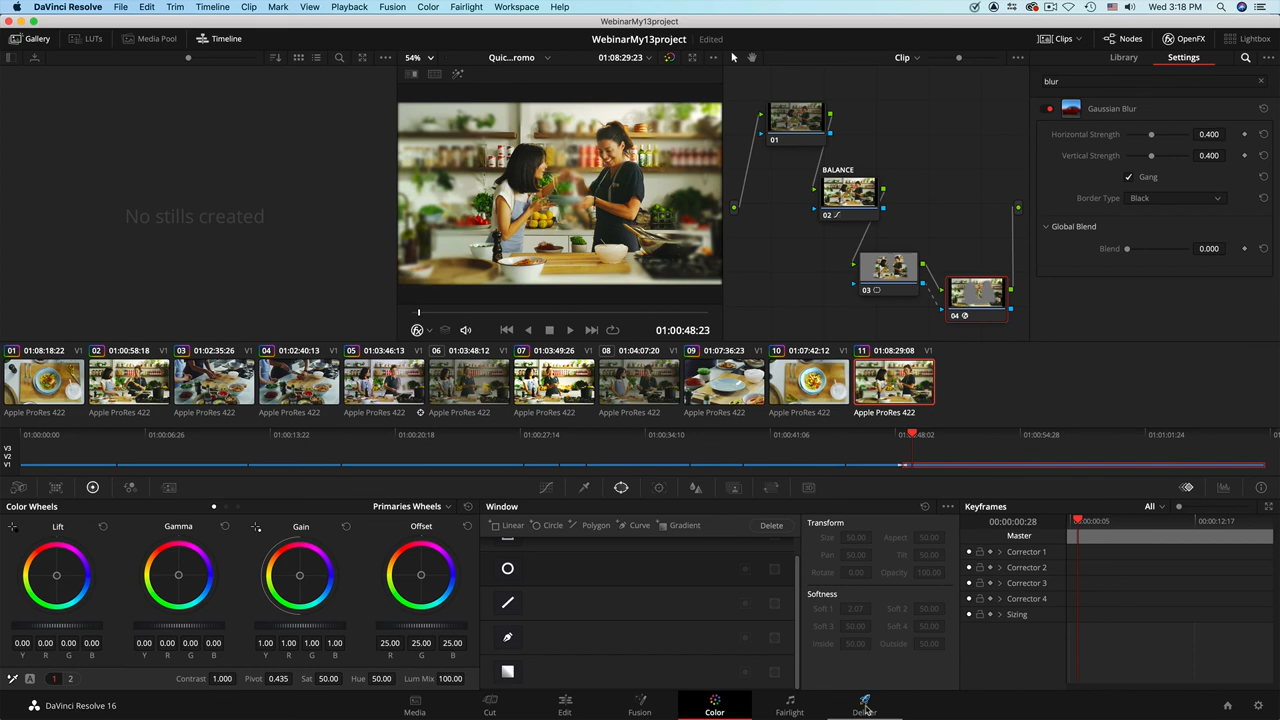 DaVinci Resolve File Edit Trim Timeline Clip Mark View Playback Fusion Color Fairlight Workspace Help Wed 3:18 PM
WebinarMy13project
Gallery LUTs Media Pool Timeline WebinarMy13project Edited Clips Nodes OpenFX Lightbox
54% Quic...romo 01:08:29:23 Clip Library Settings
blur
Gaussian Blur
Horizontal Strength 0.400
Vertical Strength 0.400
Gang
Border Type Black
Global Blend
Blend 0.000
01
BALANCE
02
03
04
No stills created
01:00:48:23
01 01:08:18:22 V1 02 01:00:58:18 V1 03 02:35:26 V1 04 02:40:13 V1 05 03:46:13 V1 06 03:48:12 V1 07 03:49:26 V1 08 04:07:20 V1 09 07:36:23 V1 10 07:42:12 V1 11 01:08:29:08 V1
Apple ProRes 422 Apple ProRes 422 Apple ProRes 422 Apple ProRes 422 Apple ProRes 422 Apple ProRes 422 Apple ProRes 422 Apple ProRes 422 Apple ProRes 422 Apple ProRes 422 Apple ProRes 422
01:00:00:00 01:00:06:26 01:00:13:22 01:00:20:18 01:00:27:14 01:00:34:10 01:00:41:06 :48:02 01:00:54:28 01:01:01:24
V3
V2
V1
Color Wheels Primaries Wheels Window Keyframes All
Lift Gamma Gain Offset
Linear Circle Polygon Curve Gradient Delete
Transform
Size 50.00 Aspect 50.00
Pan 50.00 Tilt 50.00
Rotate 0.00 Opacity 100.00
Softness
Soft 1 2.07 Soft 2 50.00
Soft 3 50.00 Soft 4 50.00
Inside 50.00 Outside 50.00
00:00:00:28 00:00:05 00:00:12:17
Master
Corrector 1
Corrector 2
Corrector 3
Corrector 4
Sizing
0.00 0.00 0.00 0.00 0.00 0.00 0.00 0.00 1.00 1.00 1.00 1.00 25.00 25.00 25.00
Y R G B Y R G B Y R G B R G B
A 1 2 Contrast 1.000 Pivot 0.435 Sat 50.00 Hue 50.00 Lum Mix 100.00
DaVinci Resolve 16 Media Cut Edit Fusion Color Fairlight Deliver